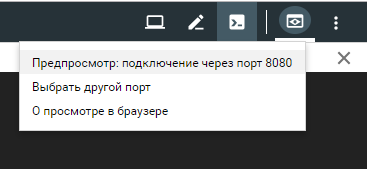 Предпросмотр: подключение через порт 8080
Выбрать другой порт
О просмотре в браузере